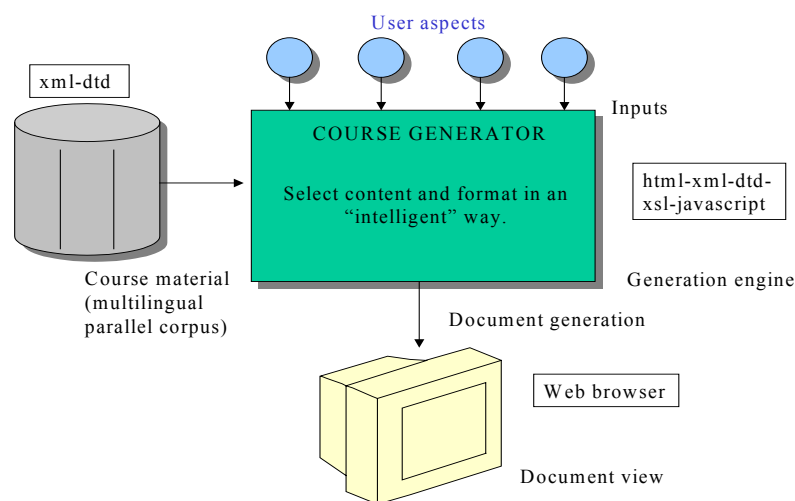 User aspects
xml-dtd
Inputs
COURSE GENERATOR
Select content and format in an
“intelligent” way.
html-xml-dtd-
xsl-javascript
Course material
(multilingual
parallel corpus)
Generation engine
Document generation
Web browser
Document view